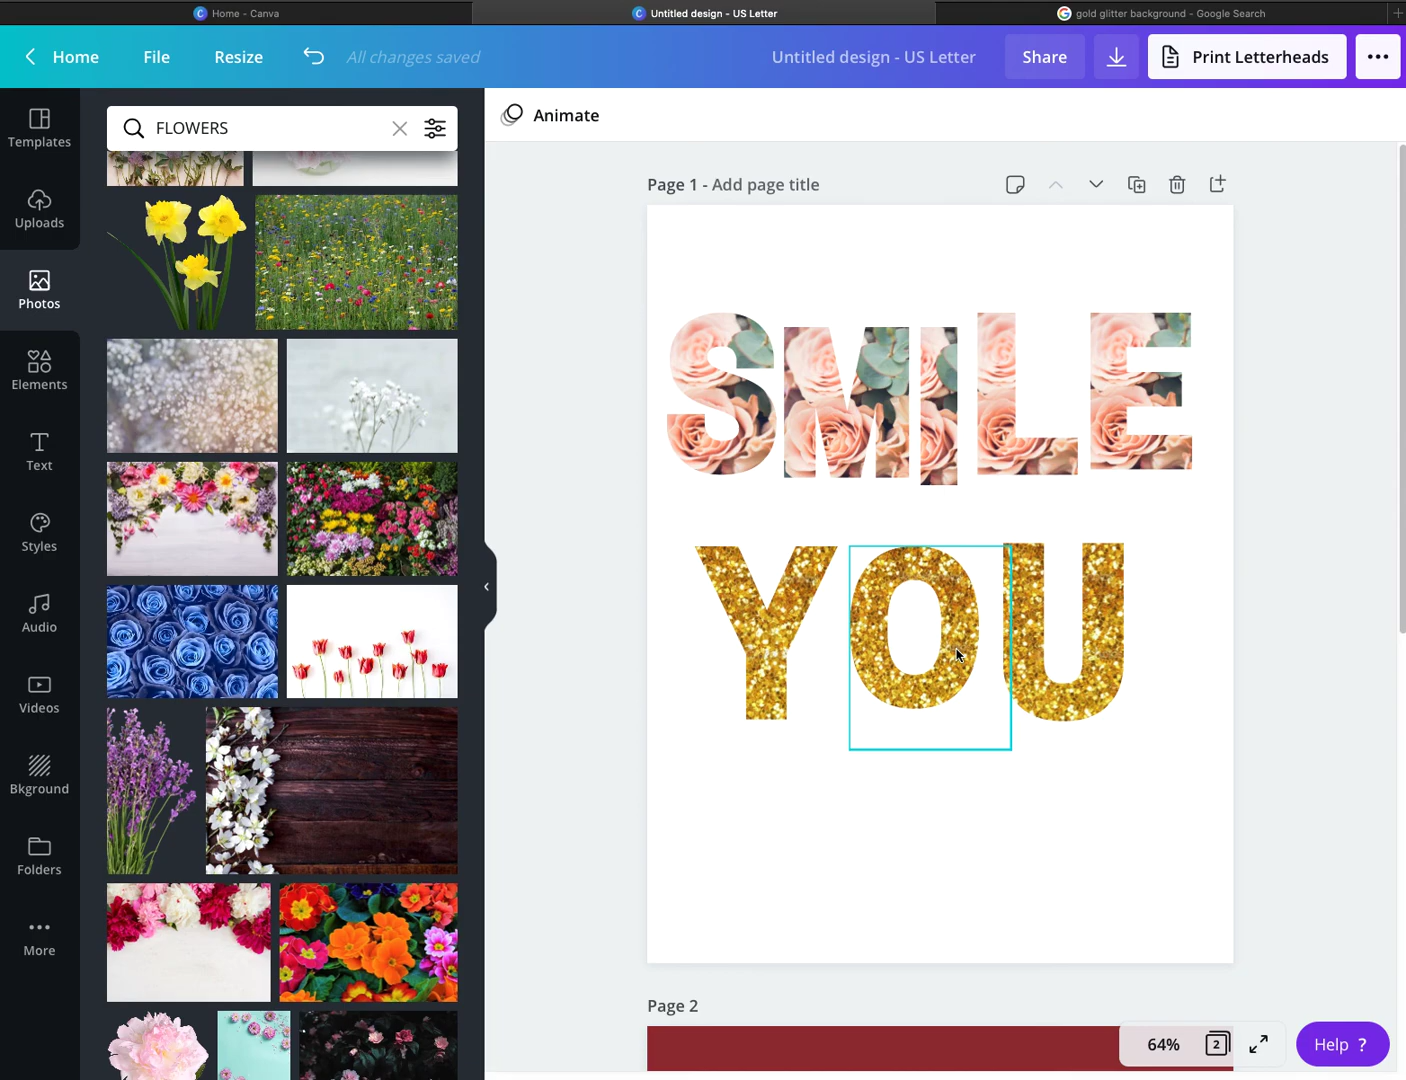 Home - Canva
Untitled design - US Letter
gold glitter background - Google Search
Home
File
Resize
All changes saved
Untitled design - US Letter
Share
Print Letterheads
Templates
Uploads
Photos
Elements
Text
Styles
Audio
Videos
Bkground
Folders
More
FLOWERS
Animate
Page 1 - Add page title
SMILE
YOU
Page 2
64%
2
Help ?